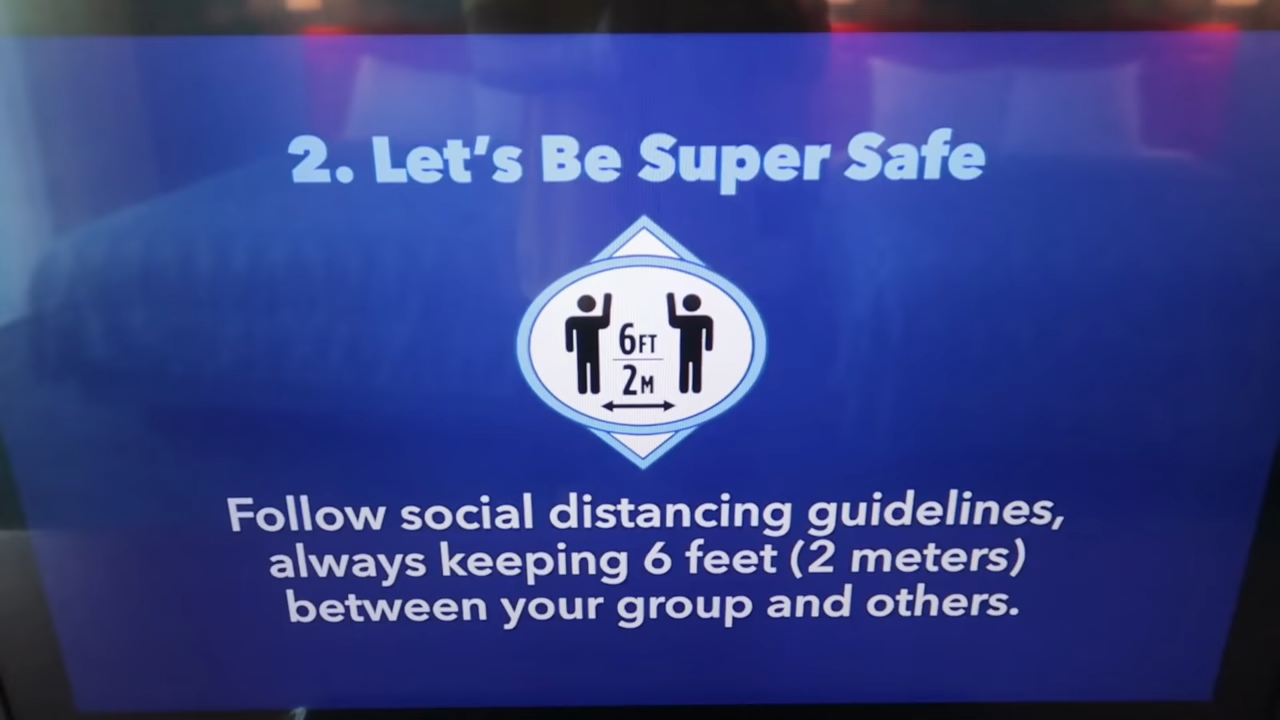 2. Let's Be Super Safe
6FT
2M
Follow social distancing guidelines,
always keeping 6 feet (2 meters)
between your group and others.